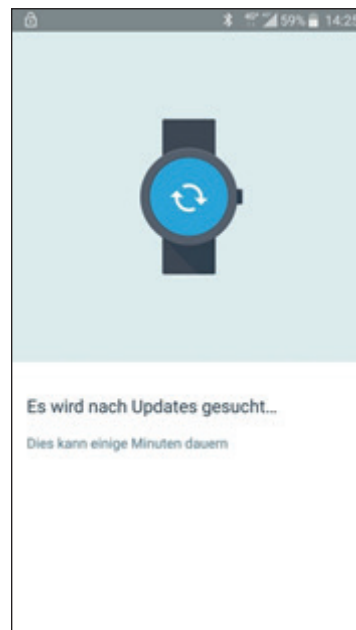 59% 14:25
Es wird nach Updates gesucht...
Dies kann einige Minuten dauern